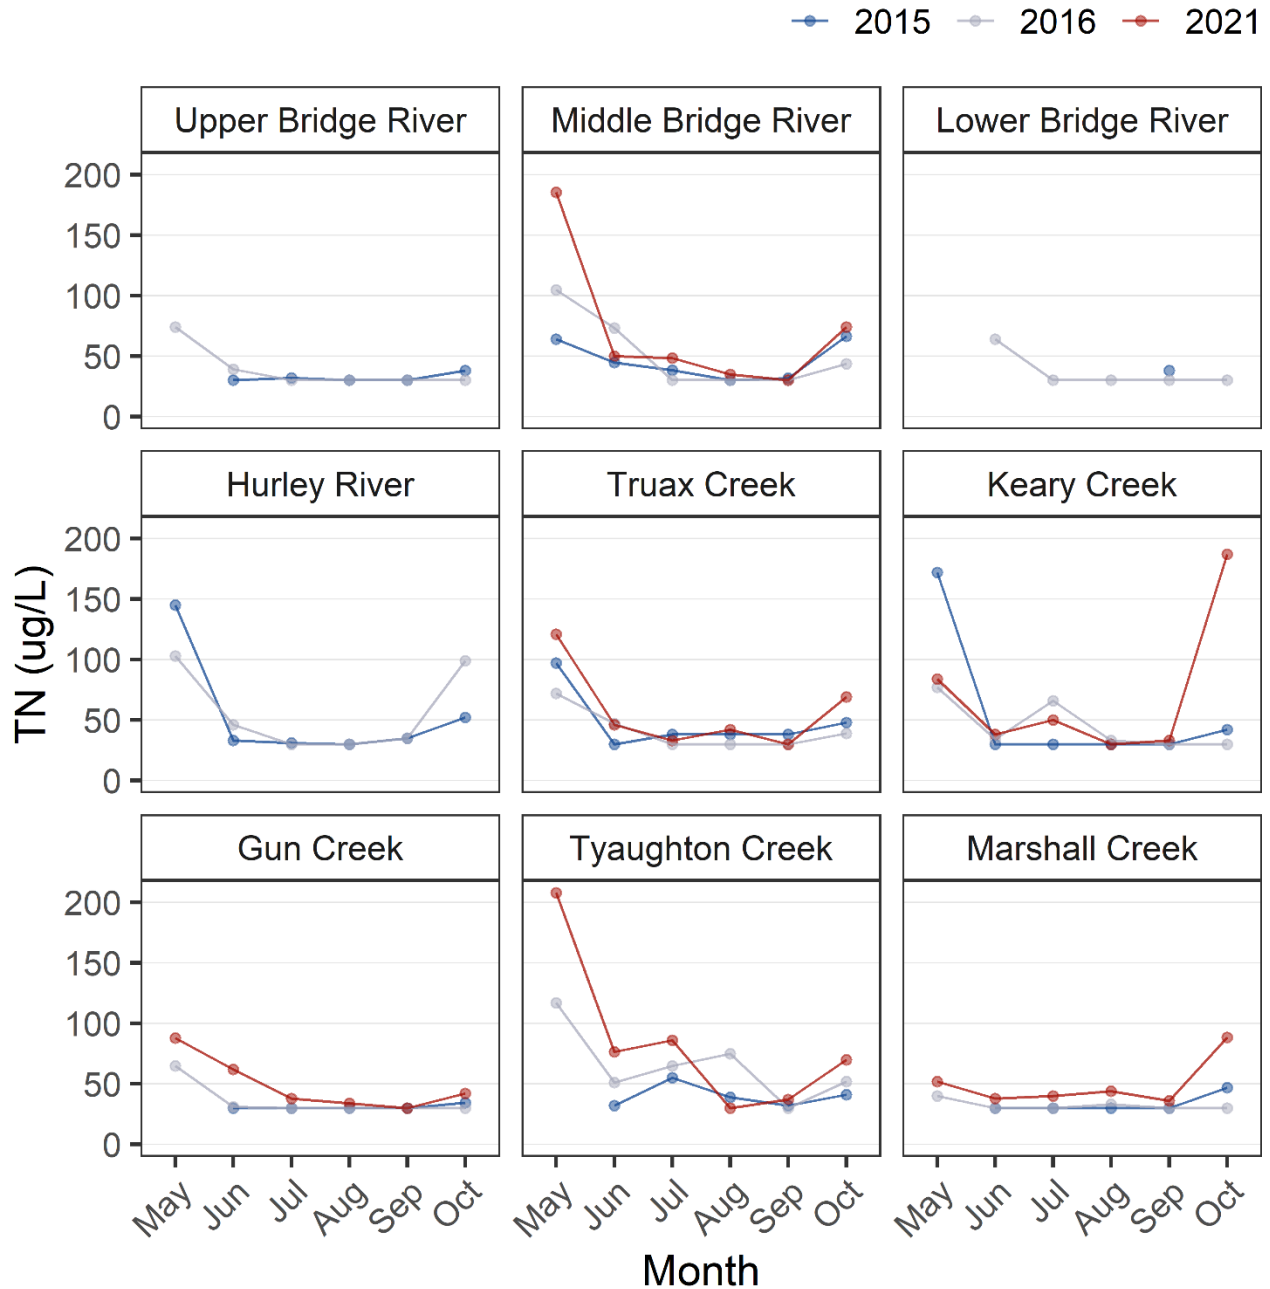 2015 2016 2021
Upper Bridge River Middle Bridge River Lower Bridge River
200
150
100
50
0
Hurley River Truax Creek Keary Creek
200
150
100
50
0
TN (ug/L)
Gun Creek Tyaughton Creek Marshall Creek
200
150
100
50
0
May Jun Jul Aug Sep Oct May Jun Jul Aug Sep Oct May Jun Jul Aug Sep Oct
Month